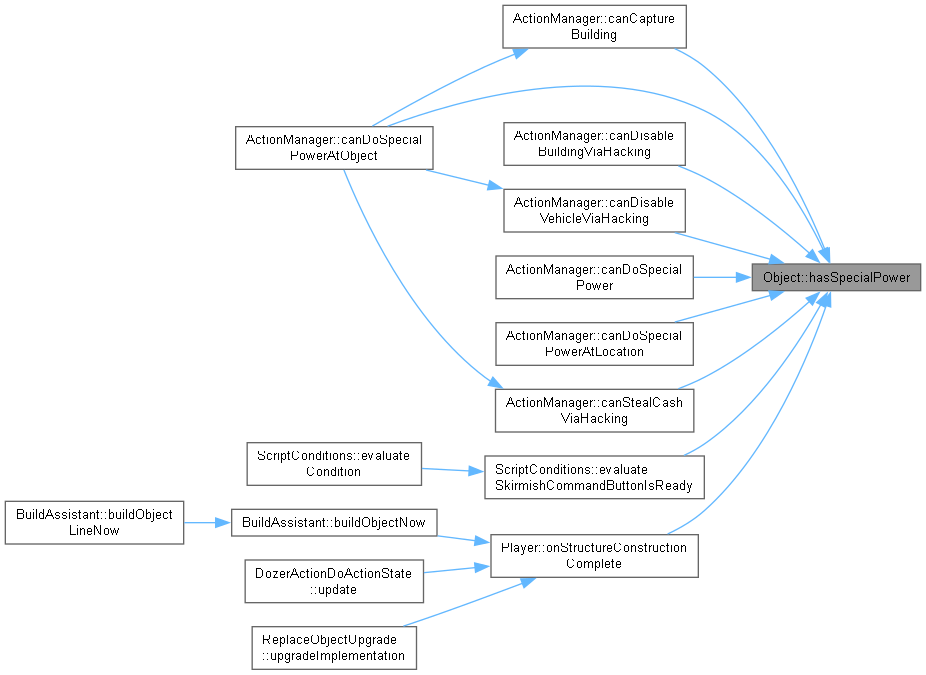 ActionManager::canCapture
Building
ActionManager::canDoSpecial
PowerAtObject
ActionManager::canDisable
BuildingViaHacking
ActionManager::canDisable
VehicleViaHacking
ActionManager::canDoSpecial
Power
Object::hasSpecialPower
ActionManager::canDoSpecial
PowerAtLocation
ActionManager::canStealCash
ViaHacking
ScriptConditions::evaluate
Condition
ScriptConditions::evaluate
SkirmishCommandButtonIsReady
BuildAssistant::buildObject
LineNow
BuildAssistant::buildObjectNow
Player::onStructureConstruction
Complete
DozerActionDoActionState
::update
ReplaceObjectUpgrade
::upgradeImplementation